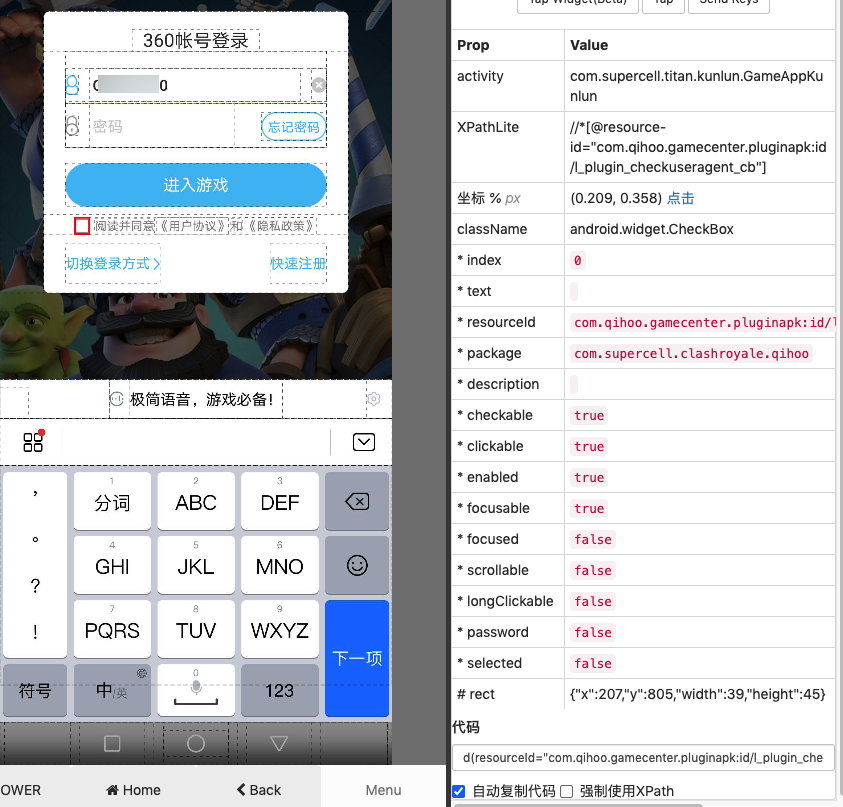 360帐号登录
0
密码
忘记密码
进入游戏
阅读并同意《用户协议》和《隐私政策》
切换登录方式
快速注册
极简语音，游戏必备！
，
。
？
！
1
分词
2
ABC
3
DEF
4
GHI
5
JKL
6
MNO
7
PQRS
8
TUV
9
WXYZ
下一项
符号
中/英
0
123
OWER
Home
Back
Menu
Tap Widget(Beta)
Tap
Send Keys
Prop Value
activity com.supercell.titan.kunlun.GameAppKu
nlun
XPathLite //*[@resource-
id="com.qihoo.gamecenter.pluginapk:id
/l_plugin_checkuseragent_cb"]
坐标 % px (0.209, 0.358) 点击
className android.widget.CheckBox
* index 0
* text
* resourceId com.qihoo.gamecenter.pluginapk:id/l
* package com.supercell.clashroyale.qihoo
* description
* checkable true
* clickable true
* enabled true
* focusable true
* focused false
* scrollable false
* longClickable false
* password false
* selected false
# rect {"x":207,"y":805,"width":39,"height":45}
代码
d(resourceId="com.qihoo.gamecenter.pluginapk:id/l_plugin_che
自动复制代码 强制使用XPath